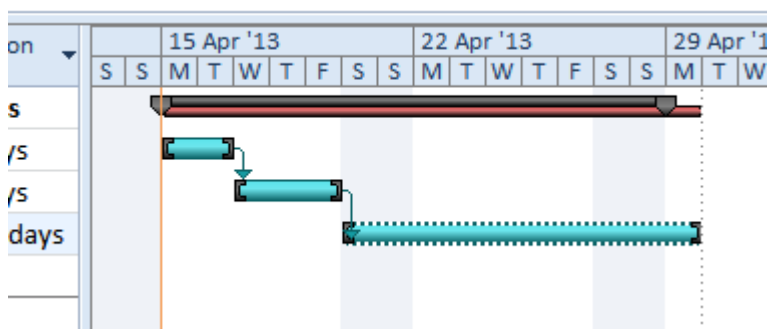 on
15 Apr '13 22 Apr '13 29 Apr '1
S S M T W T F S S M T W T F S S M T W
s
ys
ys
days